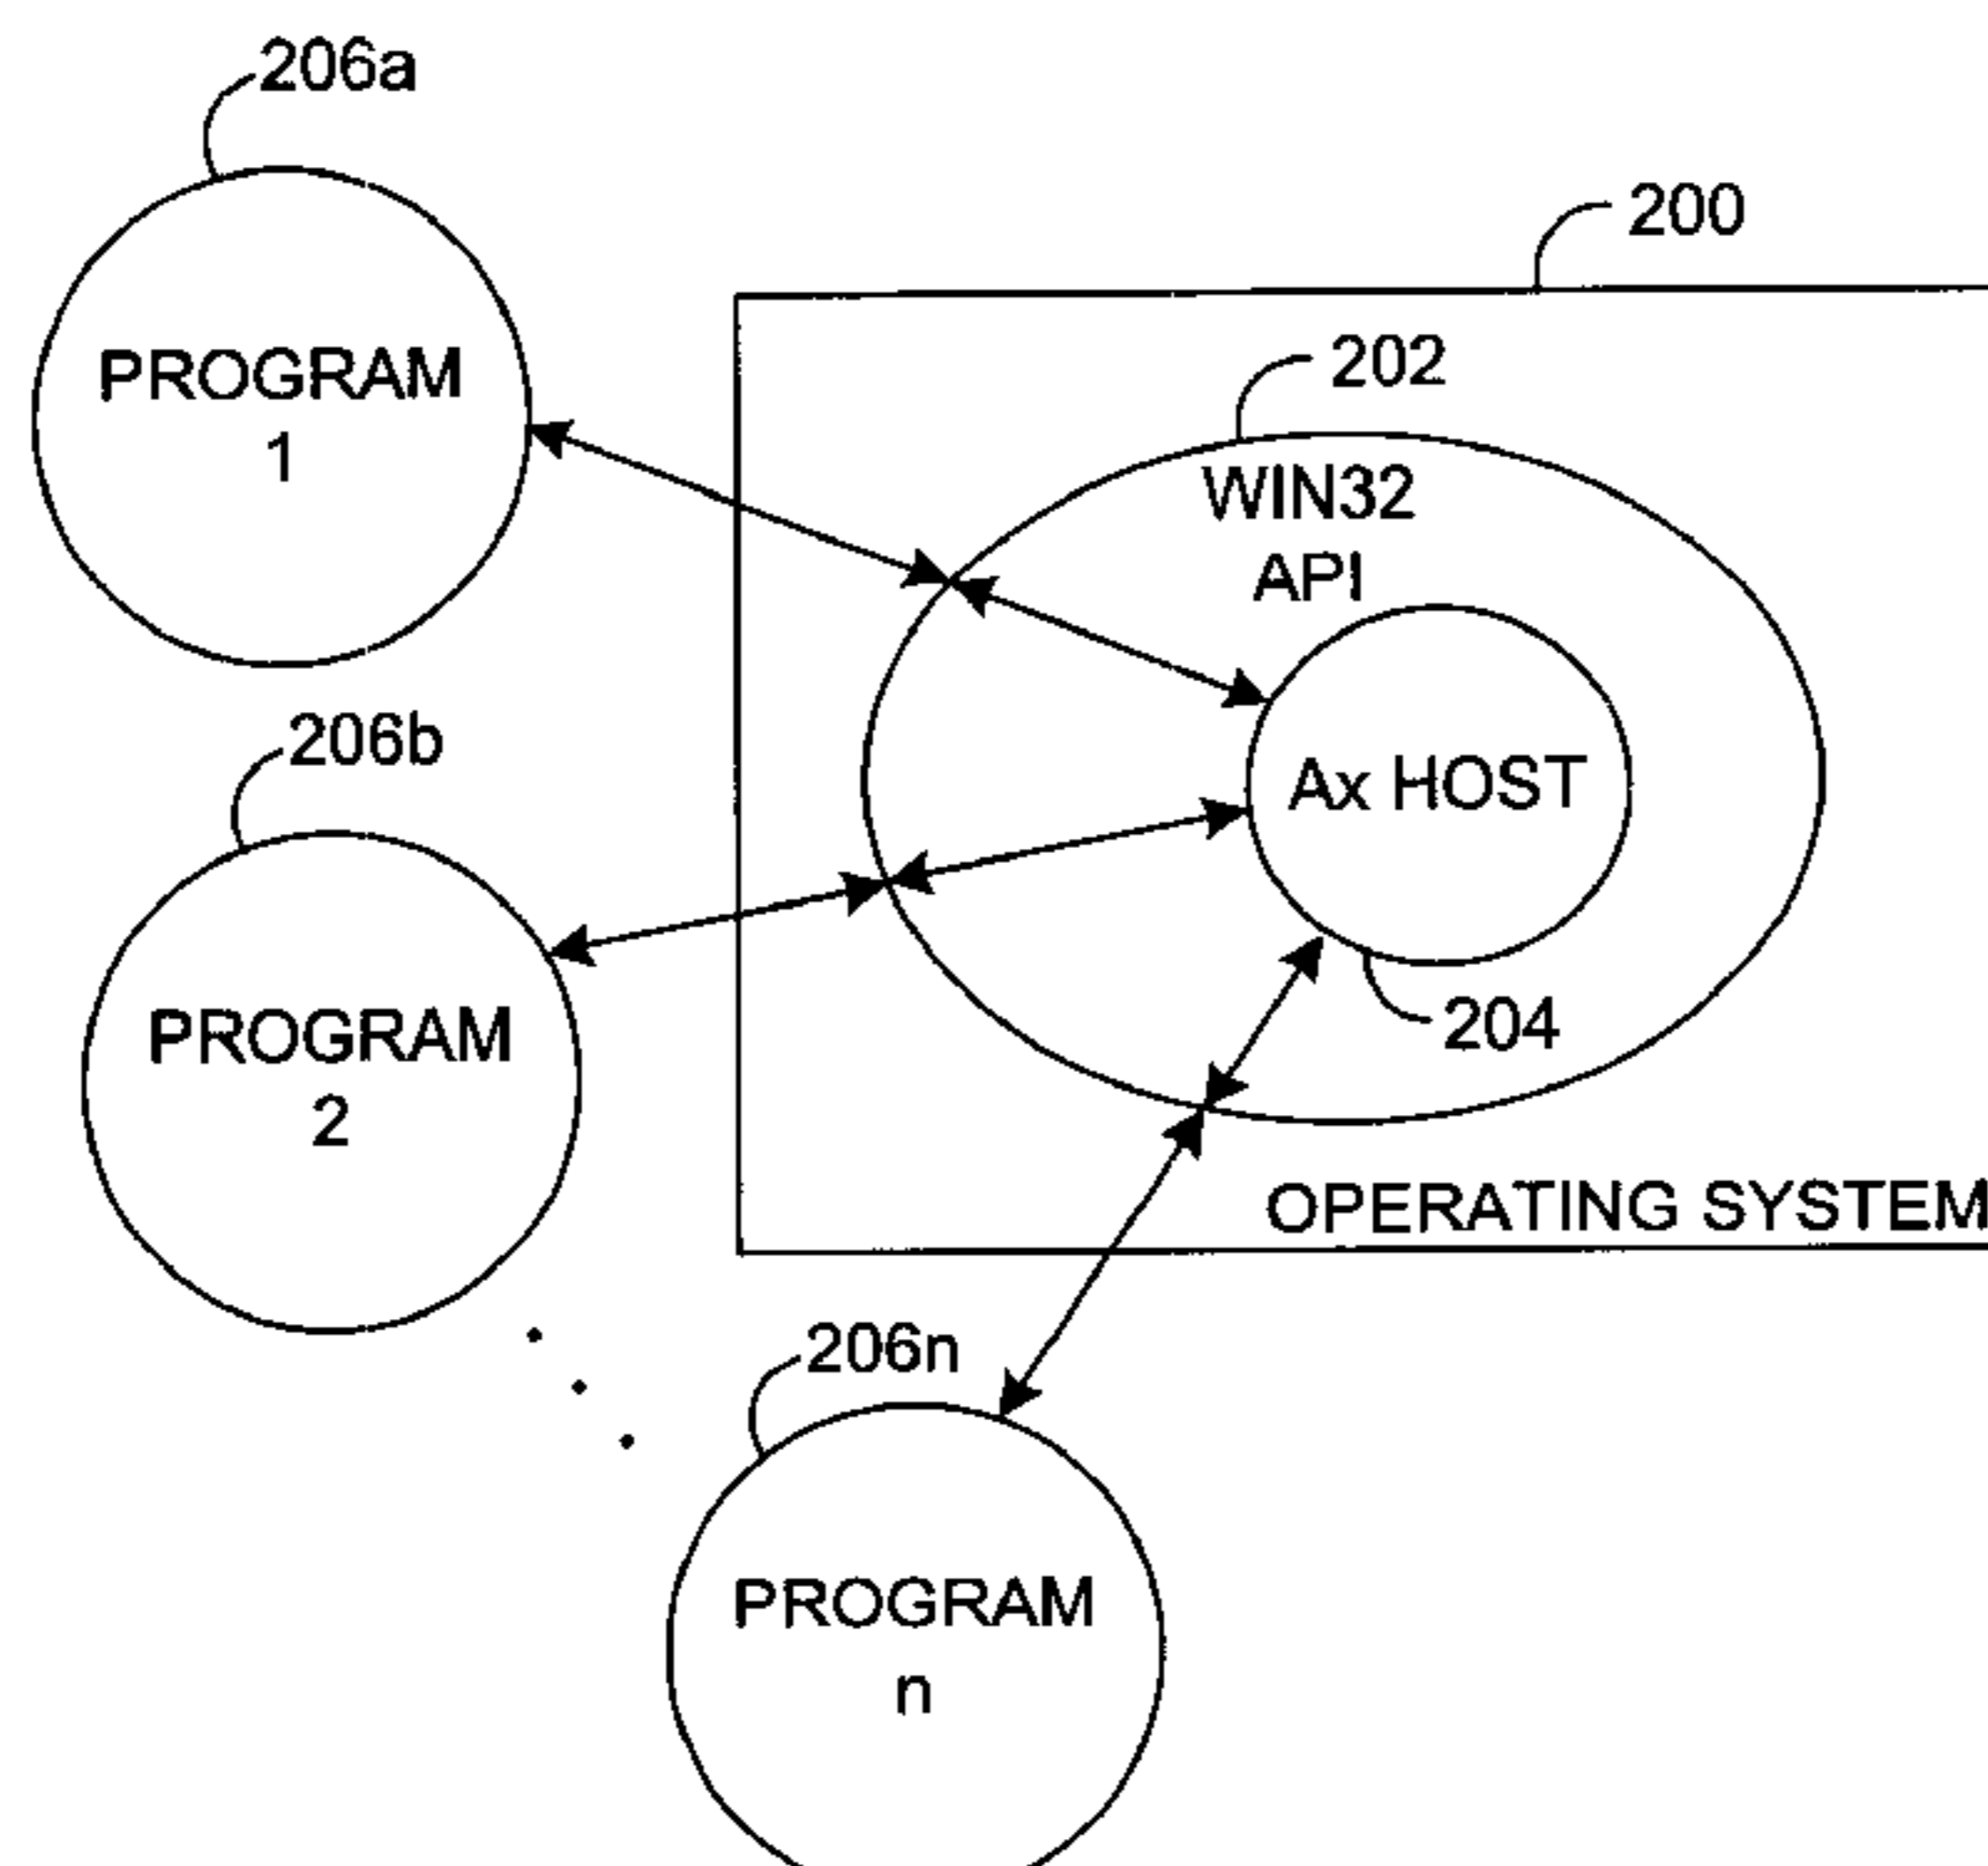 206a
200
PROGRAM
1
202
WIN32
API
206b
Ax HOST
204
PROGRAM
2
OPERATING SYSTEM
206n
PROGRAM
n